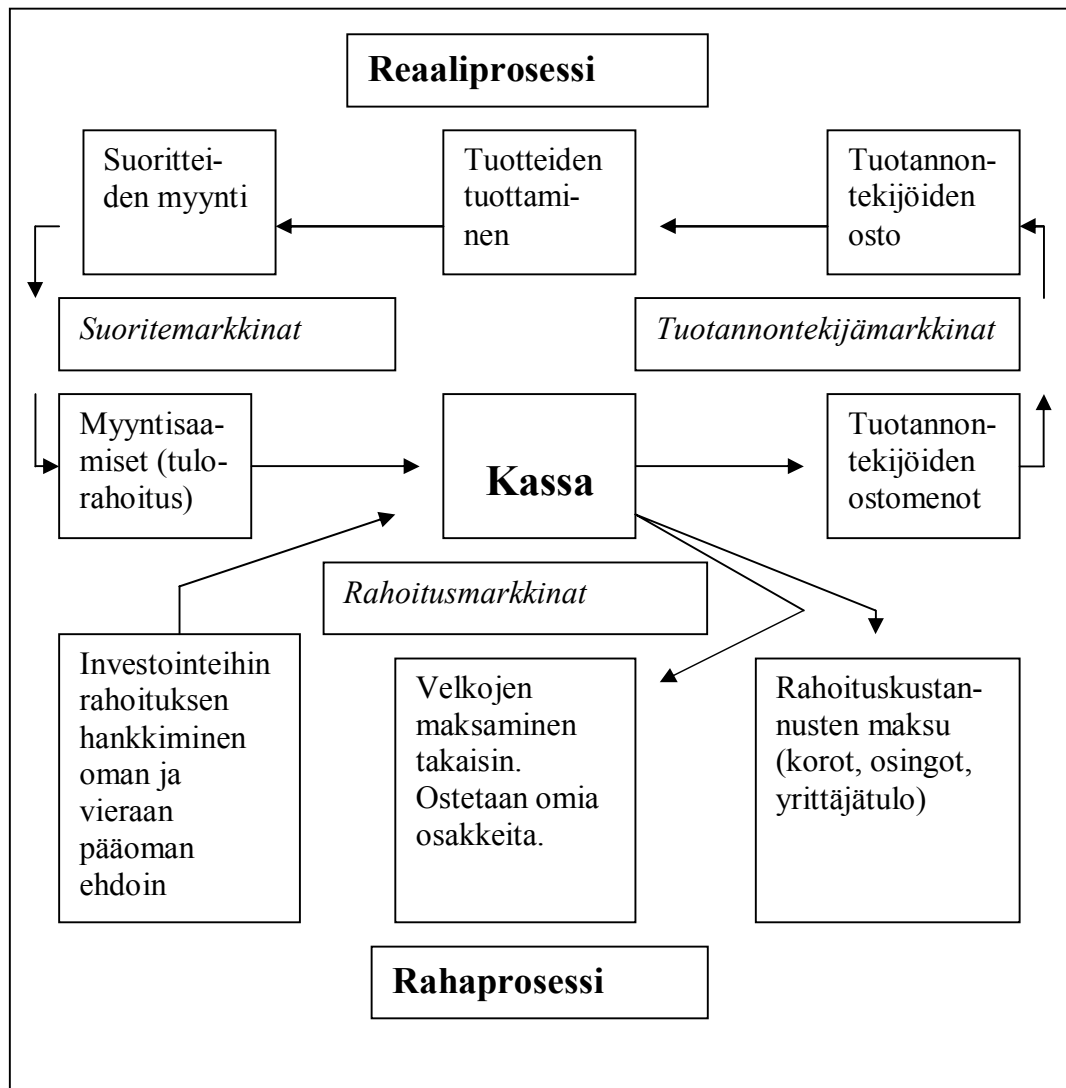 Reaaliprosessi
Suorittei-
den myynti
Tuotteiden
tuottami-
nen
Tuotannon-
tekijöiden
osto
Suoritemarkkinat
Tuotannontekijämarkkinat
Myyntisaa-
miset (tulo-
rahoitus)
Kassa
Tuotannon-
tekijöiden
ostomenot
Rahoitusmarkkinat
Investointeihin
rahoituksen
hankkiminen
oman ja
vieraan
pääoman
ehdoin
Velkojen
maksaminen
takaisin.
Ostetaan omia
osakkeita.
Rahoituskustan-
nusten maksu
(korot, osingot,
yrittäjätulo)
Rahaprosessi